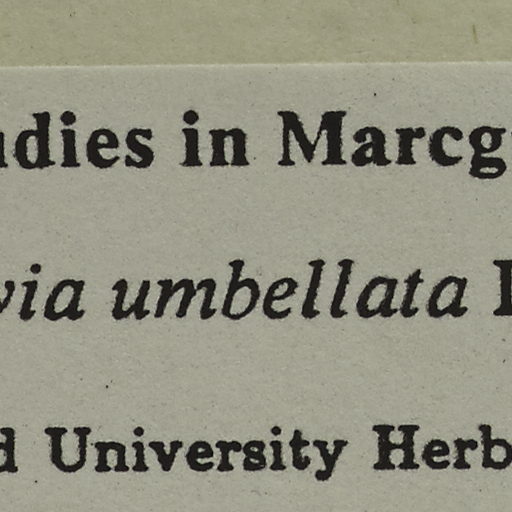 udies in Marcg
via umbellata
d University Herb